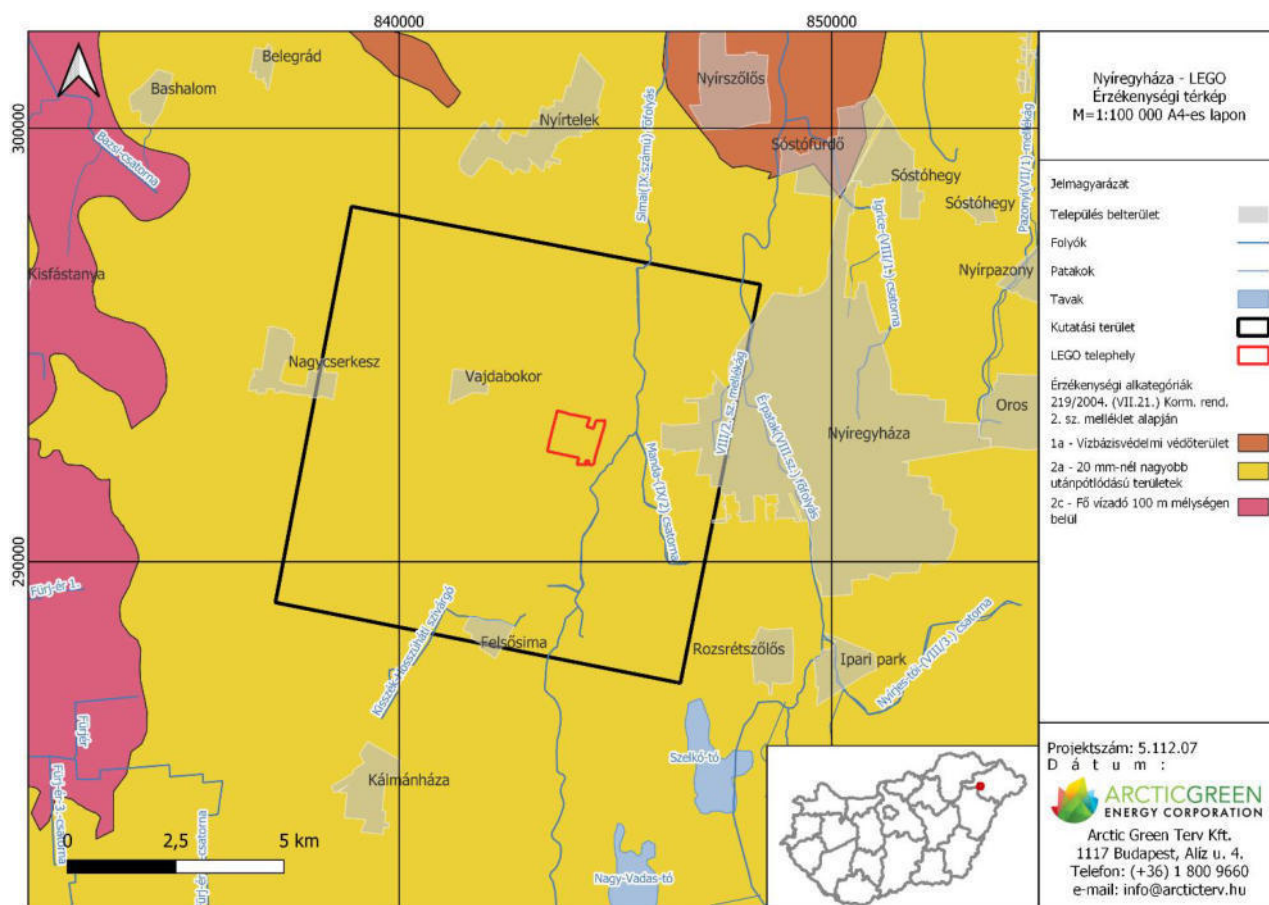 840000
850000
300000
290000
Belegrád
Bashalom
Nyírtelek
Nyírszőlős
Sóstófürdő
Sóstóhegy
Sóstóhegy
Nyírpazony
Pazonyi(VII/1)-mellékág
Bazsi-csatorna
Simai(IX.számú) főfolyás
Igrice-(VIII/1.) csatorna
Kisfástanya
Nagycserkesz
Vajdabokor
VIII/2. sz. mellékág
Érpatak(VIII.sz.) főfolyás
Nyíregyháza
Oros
Manda-(IX/2) csatorna
Fürj-ér 1.
Kisszék-Hosszúháti szivárgó
Felsősima
Rozsrétszőlős
Ipari park
Nyirjes-tói-(VIII/3.) csatorna
Fürjér
Fürj-ér-3.-csatorna
Kálmánháza
Szelkó-tó
Nagy-Vadas-tó
0
2,5
5 km
Nyíregyháza - LEGO
Érzékenységi térkép
M=1:100 000 A4-es lapon
Jelmagyarázat
Település belterület
Folyók
Patakok
Tavak
Kutatási terület
LEGO telephely
Érzékenységi alkategóriák
219/2004. (VII.21.) Korm. rend.
2. sz. melléklet alapján
1a - Vízbázisvédelmi védőterület
2a - 20 mm-nél nagyobb
utánpótlódású területek
2c - Fő vízadó 100 m mélységen
belül
Projektszám: 5.112.07
D á t u m :
ARCTICGREEN
ENERGY CORPORATION
Arctic Green Terv Kft.
1117 Budapest, Alíz u. 4.
Telefon: (+36) 1 800 9660
e-mail: info@arcticterv.hu